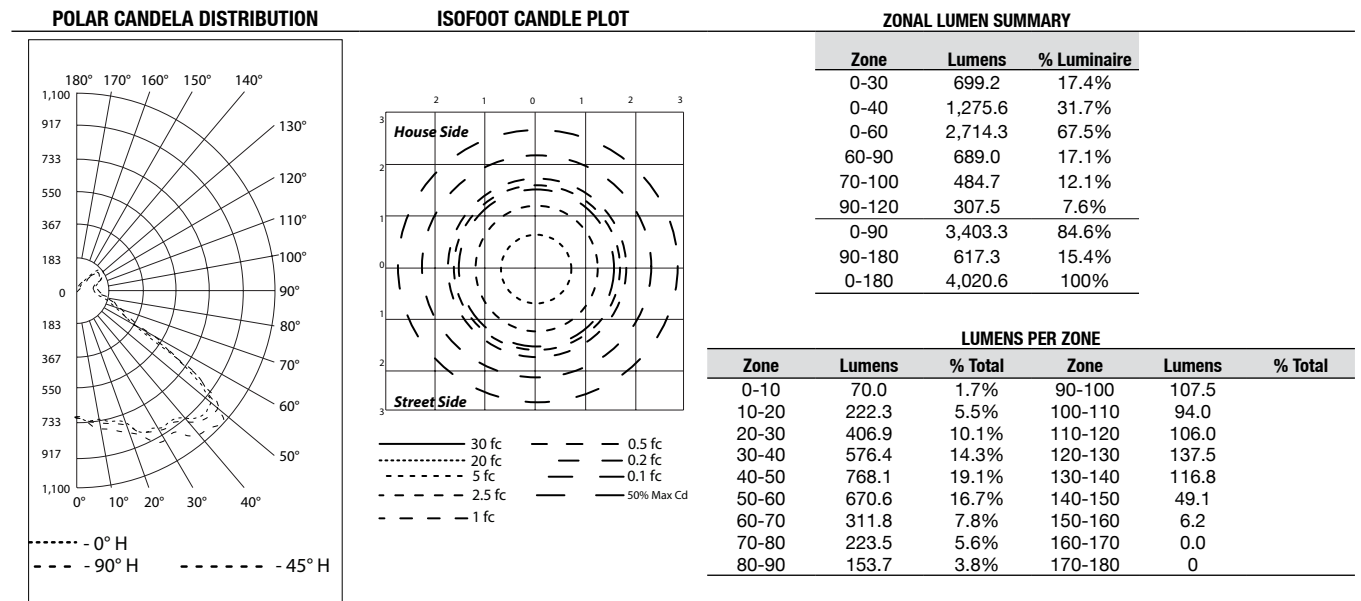 POLAR CANDELA DISTRIBUTION
180° 170° 160° 150° 140°
130°
120°
110°
100°
90°
80°
70°
60°
50°
1,100
917
733
550
367
183
0
183
367
550
733
917
1,100
0° 10° 20° 30° 40°
- 0° H
- 90° H - 45° H
ISOFOOT CANDLE PLOT
2 1 0 1 2 3
3
2
1
0
1
2
3
House Side
Street Side
30 fc 0.5 fc
20 fc 0.2 fc
5 fc 0.1 fc
2.5 fc 50% Max Cd
1 fc
ZONAL LUMEN SUMMARY
Zone Lumens % Luminaire
0-30 699.2 17.4%
0-40 1,275.6 31.7%
0-60 2,714.3 67.5%
60-90 689.0 17.1%
70-100 484.7 12.1%
90-120 307.5 7.6%
0-90 3,403.3 84.6%
90-180 617.3 15.4%
0-180 4,020.6 100%
LUMENS PER ZONE
Zone Lumens % Total Zone Lumens % Total
0-10 70.0 1.7% 90-100 107.5
10-20 222.3 5.5% 100-110 94.0
20-30 406.9 10.1% 110-120 106.0
30-40 576.4 14.3% 120-130 137.5
40-50 768.1 19.1% 130-140 116.8
50-60 670.6 16.7% 140-150 49.1
60-70 311.8 7.8% 150-160 6.2
70-80 223.5 5.6% 160-170 0.0
80-90 153.7 3.8% 170-180 0